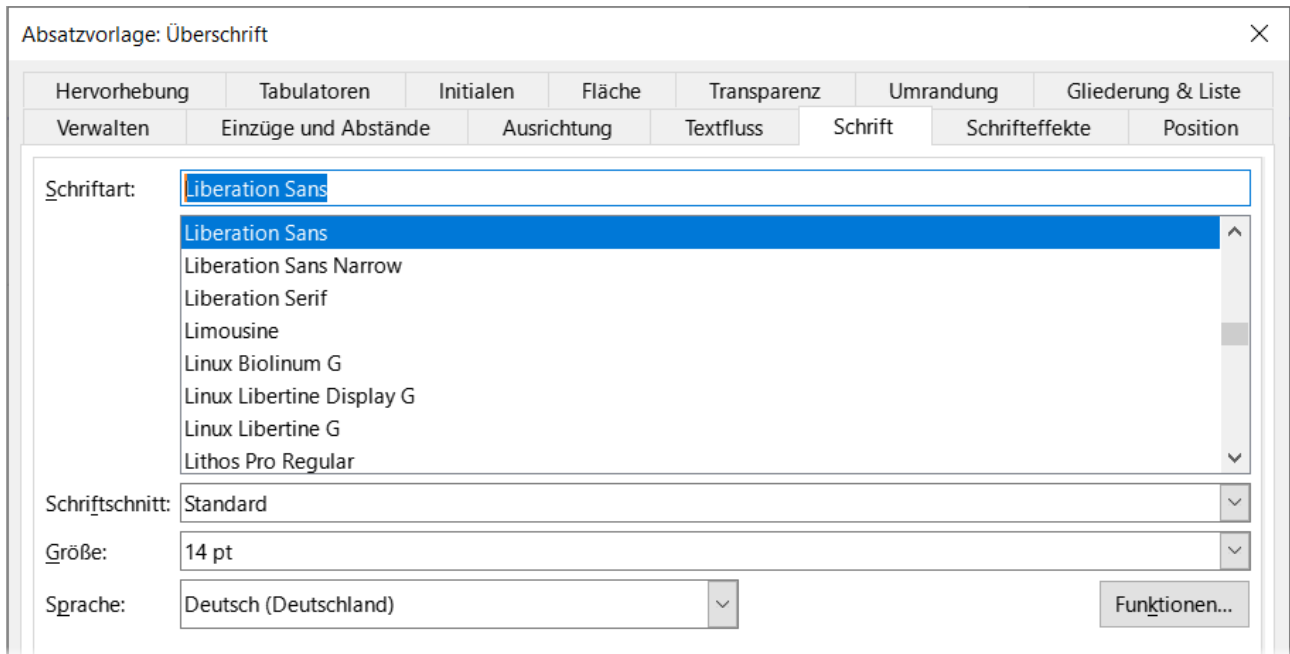 Absatzvorlage: Überschrift
Hervorhebung Tabulatoren Initialen Fläche Transparenz Umrandung Gliederung & Liste
Verwalten Einzüge und Abstände Ausrichtung Textfluss Schrift Schrifteffekte Position
Schriftart: Liberation Sans
Liberation Sans
Liberation Sans Narrow
Liberation Serif
Limousine
Linux Biolinum G
Linux Libertine Display G
Linux Libertine G
Lithos Pro Regular
Schriftschnitt: Standard
Größe: 14 pt
Sprache: Deutsch (Deutschland) Funktionen...